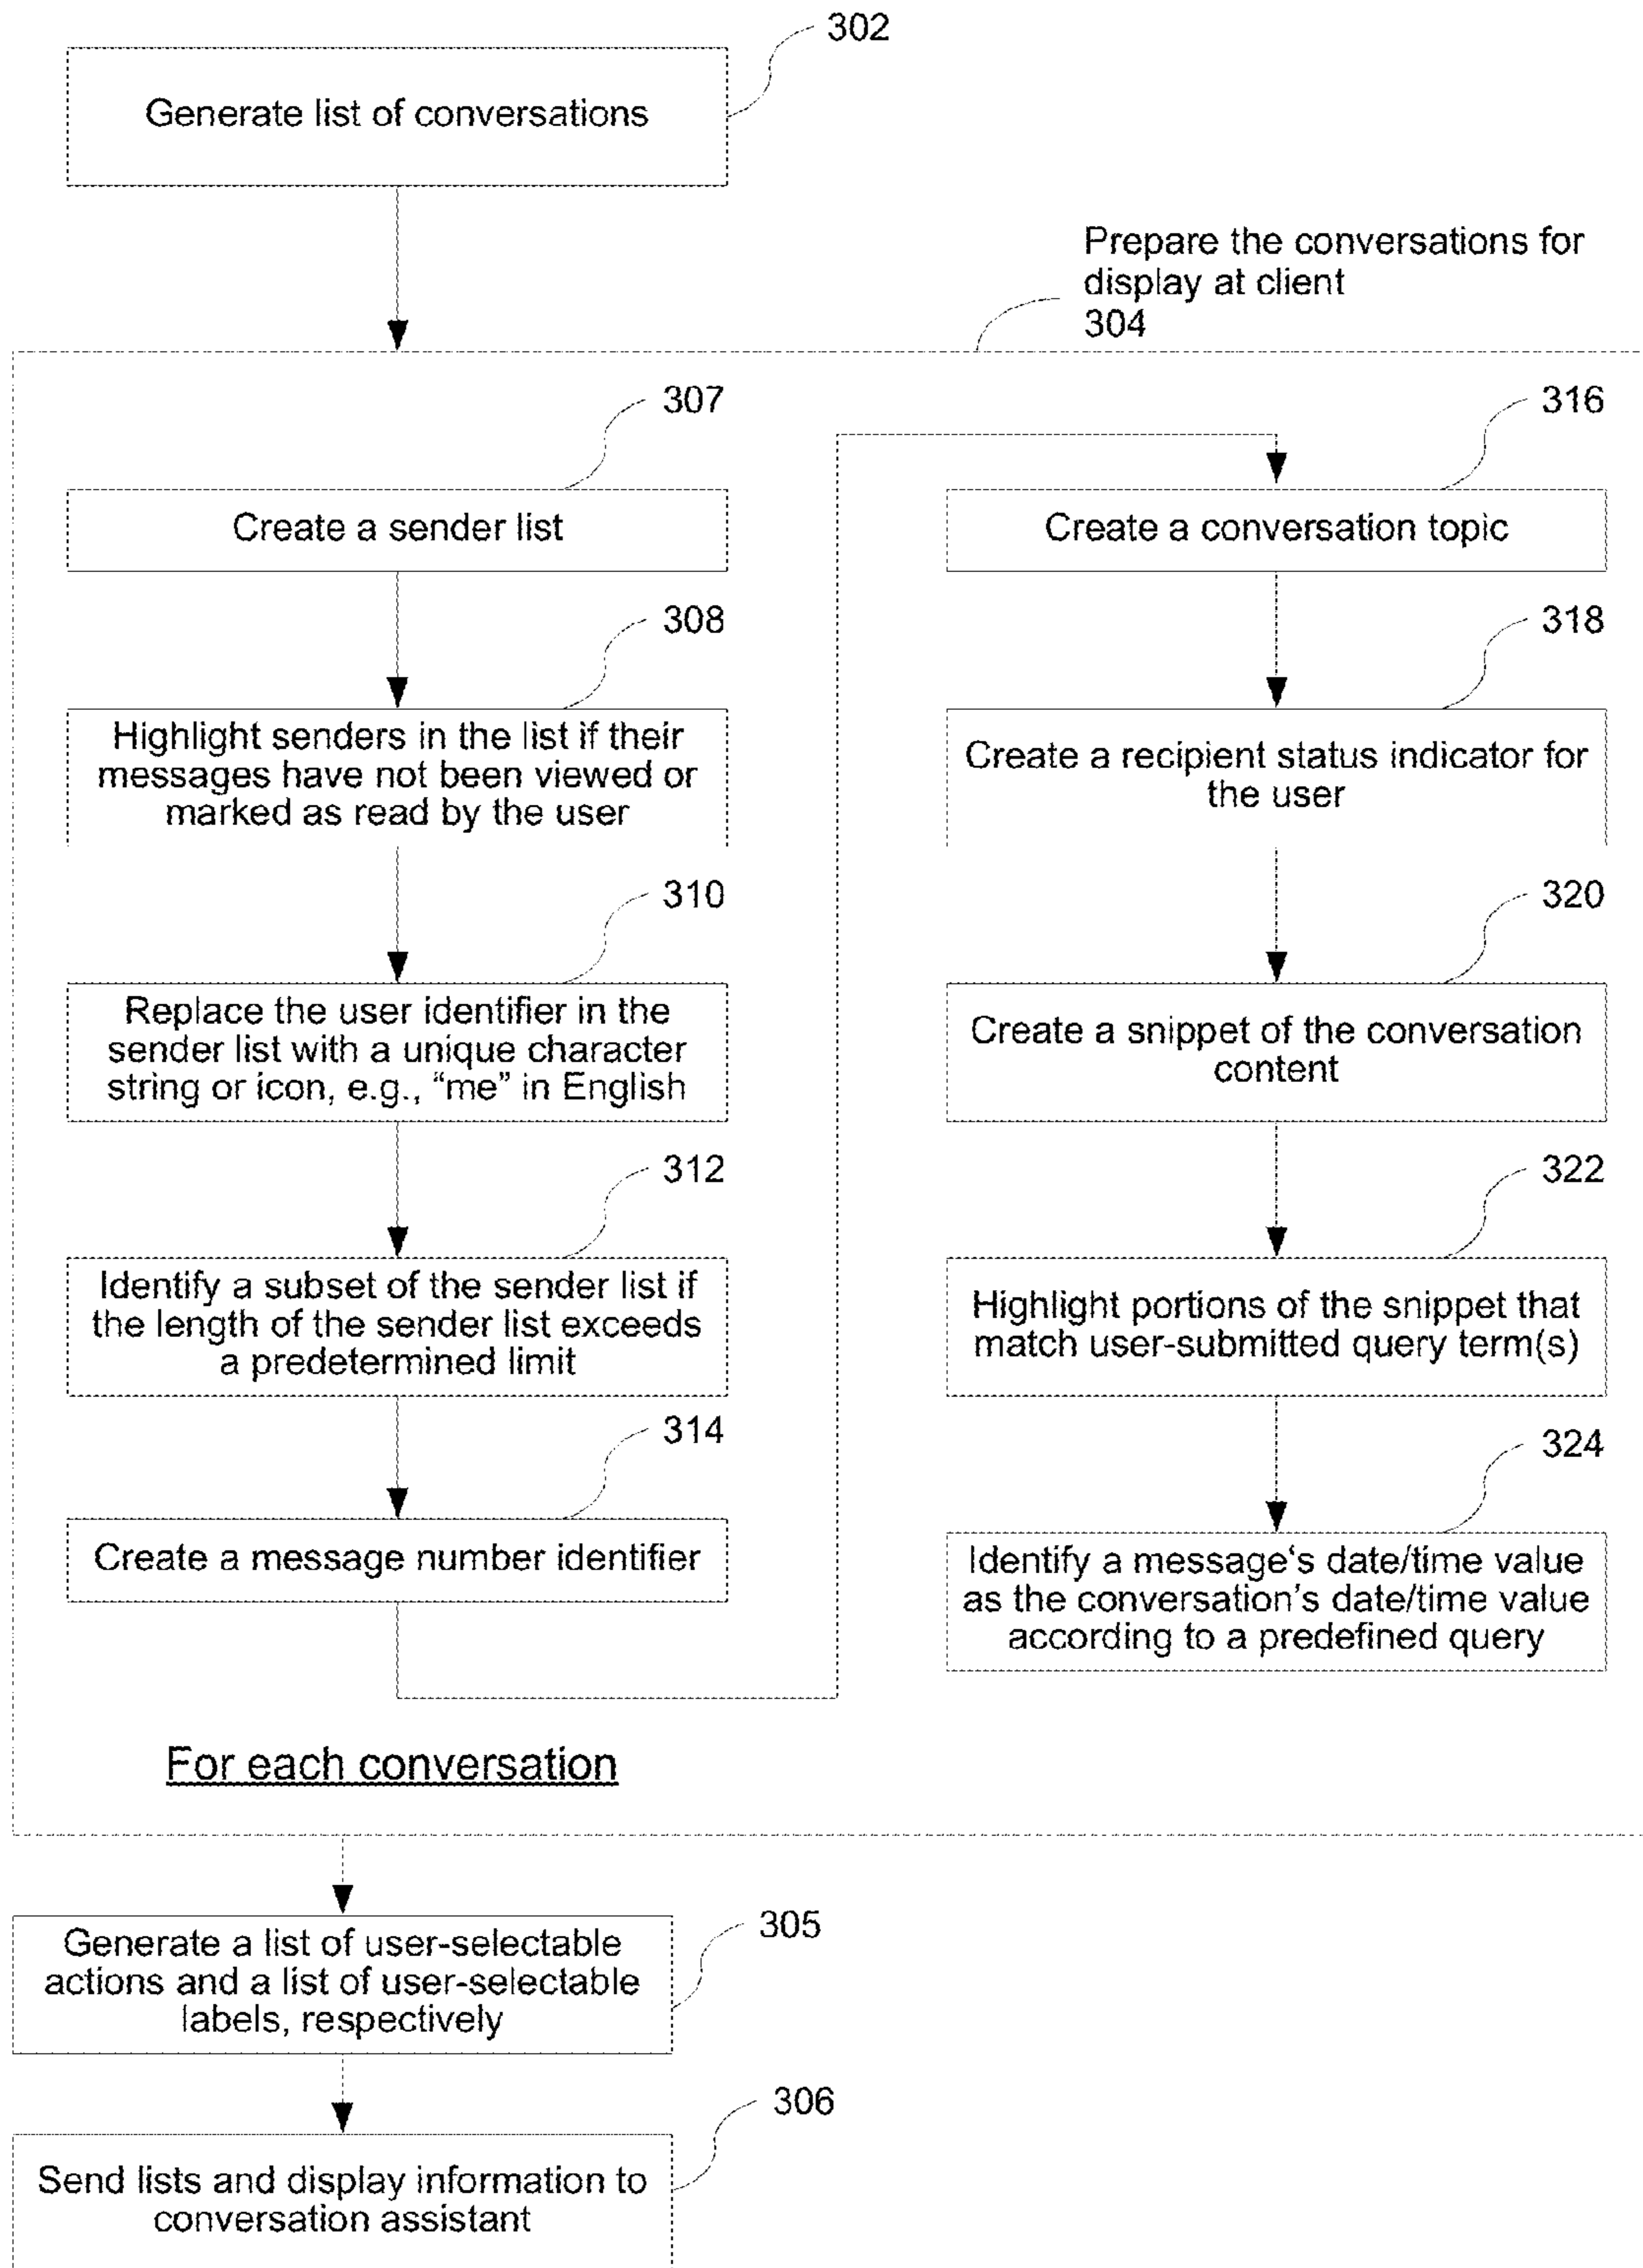 302
Generate list of conversations
Prepare the conversations for
display at client
304
307
Create a sender list
308
Highlight senders in the list if their
messages have not been viewed or
marked as read by the user
310
Replace the user identifier in the
sender list with a unique character
string or icon, e.g., “me” in English
312
Identify a subset of the sender list if
the length of the sender list exceeds
a predetermined limit
314
Create a message number identifier
316
Create a conversation topic
318
Create a recipient status indicator for
the user
320
Create a snippet of the conversation
content
322
Highlight portions of the snippet that
match user-submitted query term(s)
324
Identify a message‘s date/time value
as the conversation’s date/time value
according to a predefined query
For each conversation
305
Generate a list of user-selectable
actions and a list of user-selectable
labels, respectively
306
Send lists and display information to
conversation assistant